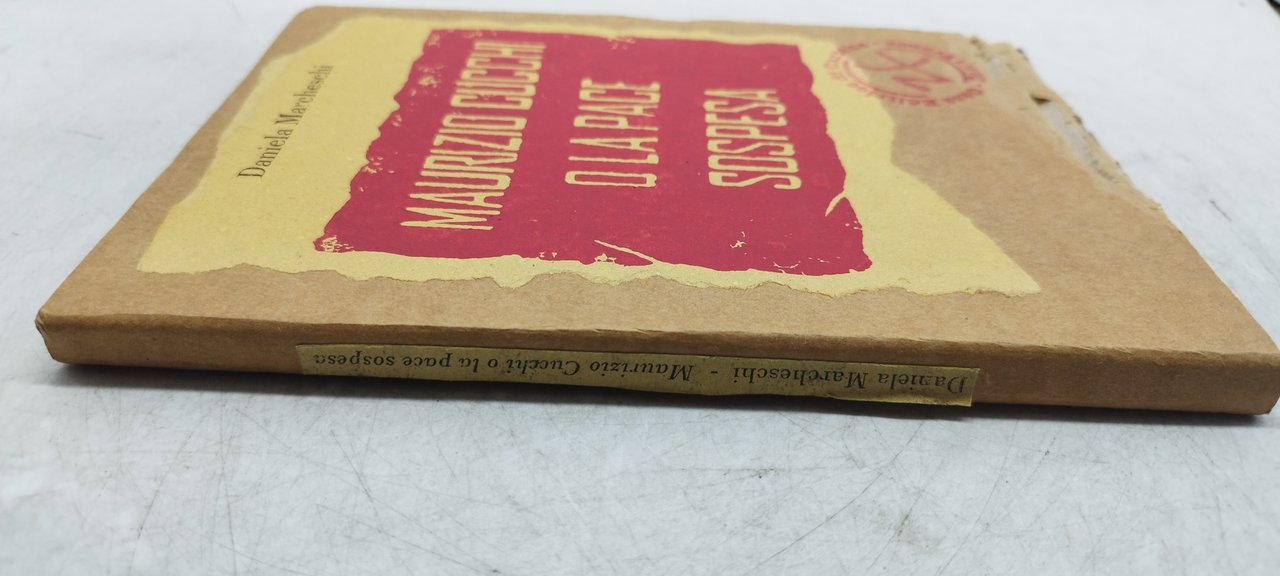 Daniela Marcheschi
MAURIZIO CUCCHI
O LA PACE
SOSPESA
Daniela Marcheschi - Maurizio Cucchi o la pace sospesa